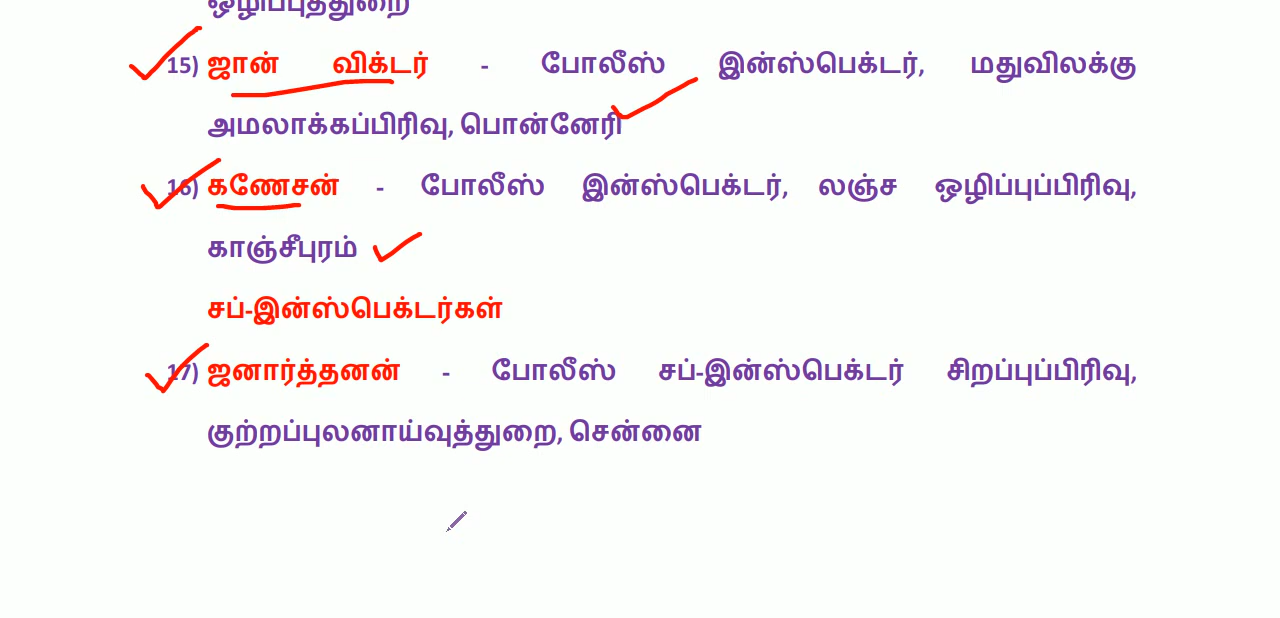 ஒழிப்புத்துறை
15) ஜான் விக்டர் - போலீஸ் இன்ஸ்பெக்டர், மதுவிலக்கு
அமலாக்கப்பிரிவு, பொன்னேரி
16) கணேசன் - போலீஸ் இன்ஸ்பெக்டர், லஞ்ச ஒழிப்புப்பிரிவு,
காஞ்சீபுரம்
சப்-இன்ஸ்பெக்டர்கள்
17) ஜனார்த்தனன் - போலீஸ் சப்-இன்ஸ்பெக்டர் சிறப்புப்பிரிவு,
குற்றப்புலனாய்வுத்துறை, சென்னை